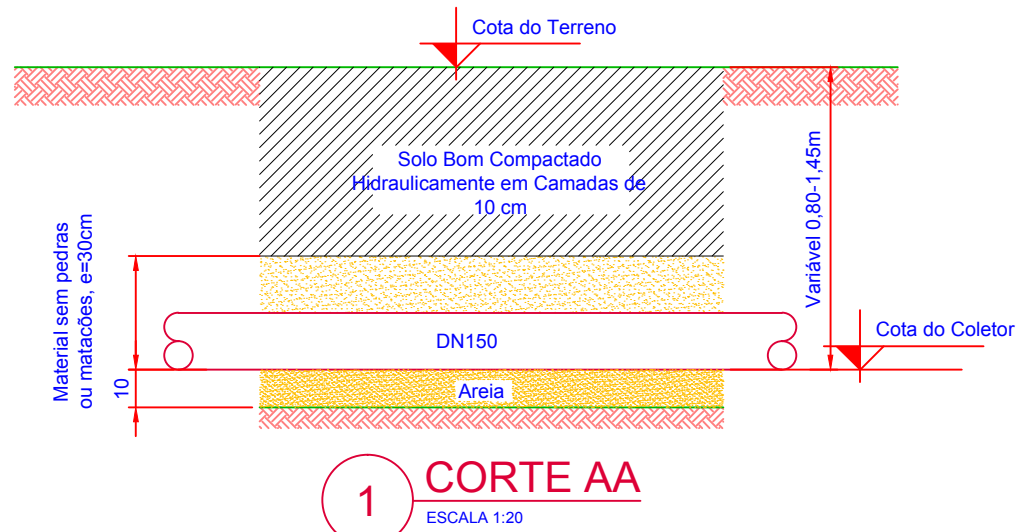 Cota do Terreno
Solo Bom Compactado
Hidraulicamente em Camadas de
10 cm
Material sem pedras
ou matacões, e=30cm
10
Variável 0,80-1,45m
DN150
Cota do Coletor
Areia
1
CORTE AA
ESCALA 1:20